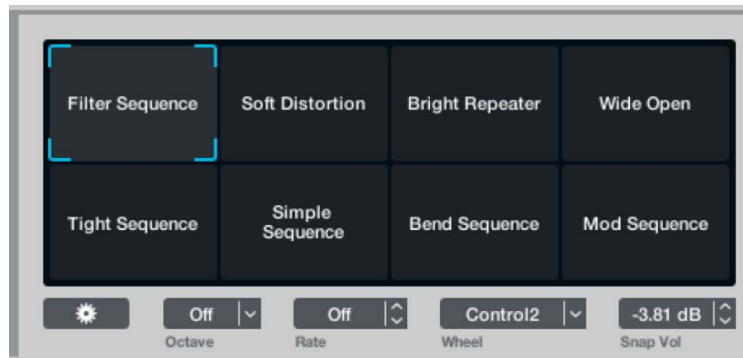 Filter Sequence
Soft Distortion
Bright Repeater
Wide Open
Tight Sequence
Simple
Sequence
Bend Sequence
Mod Sequence
Off
Off
Control2
-3.81 dB
Octave
Rate
Wheel
Snap Vol